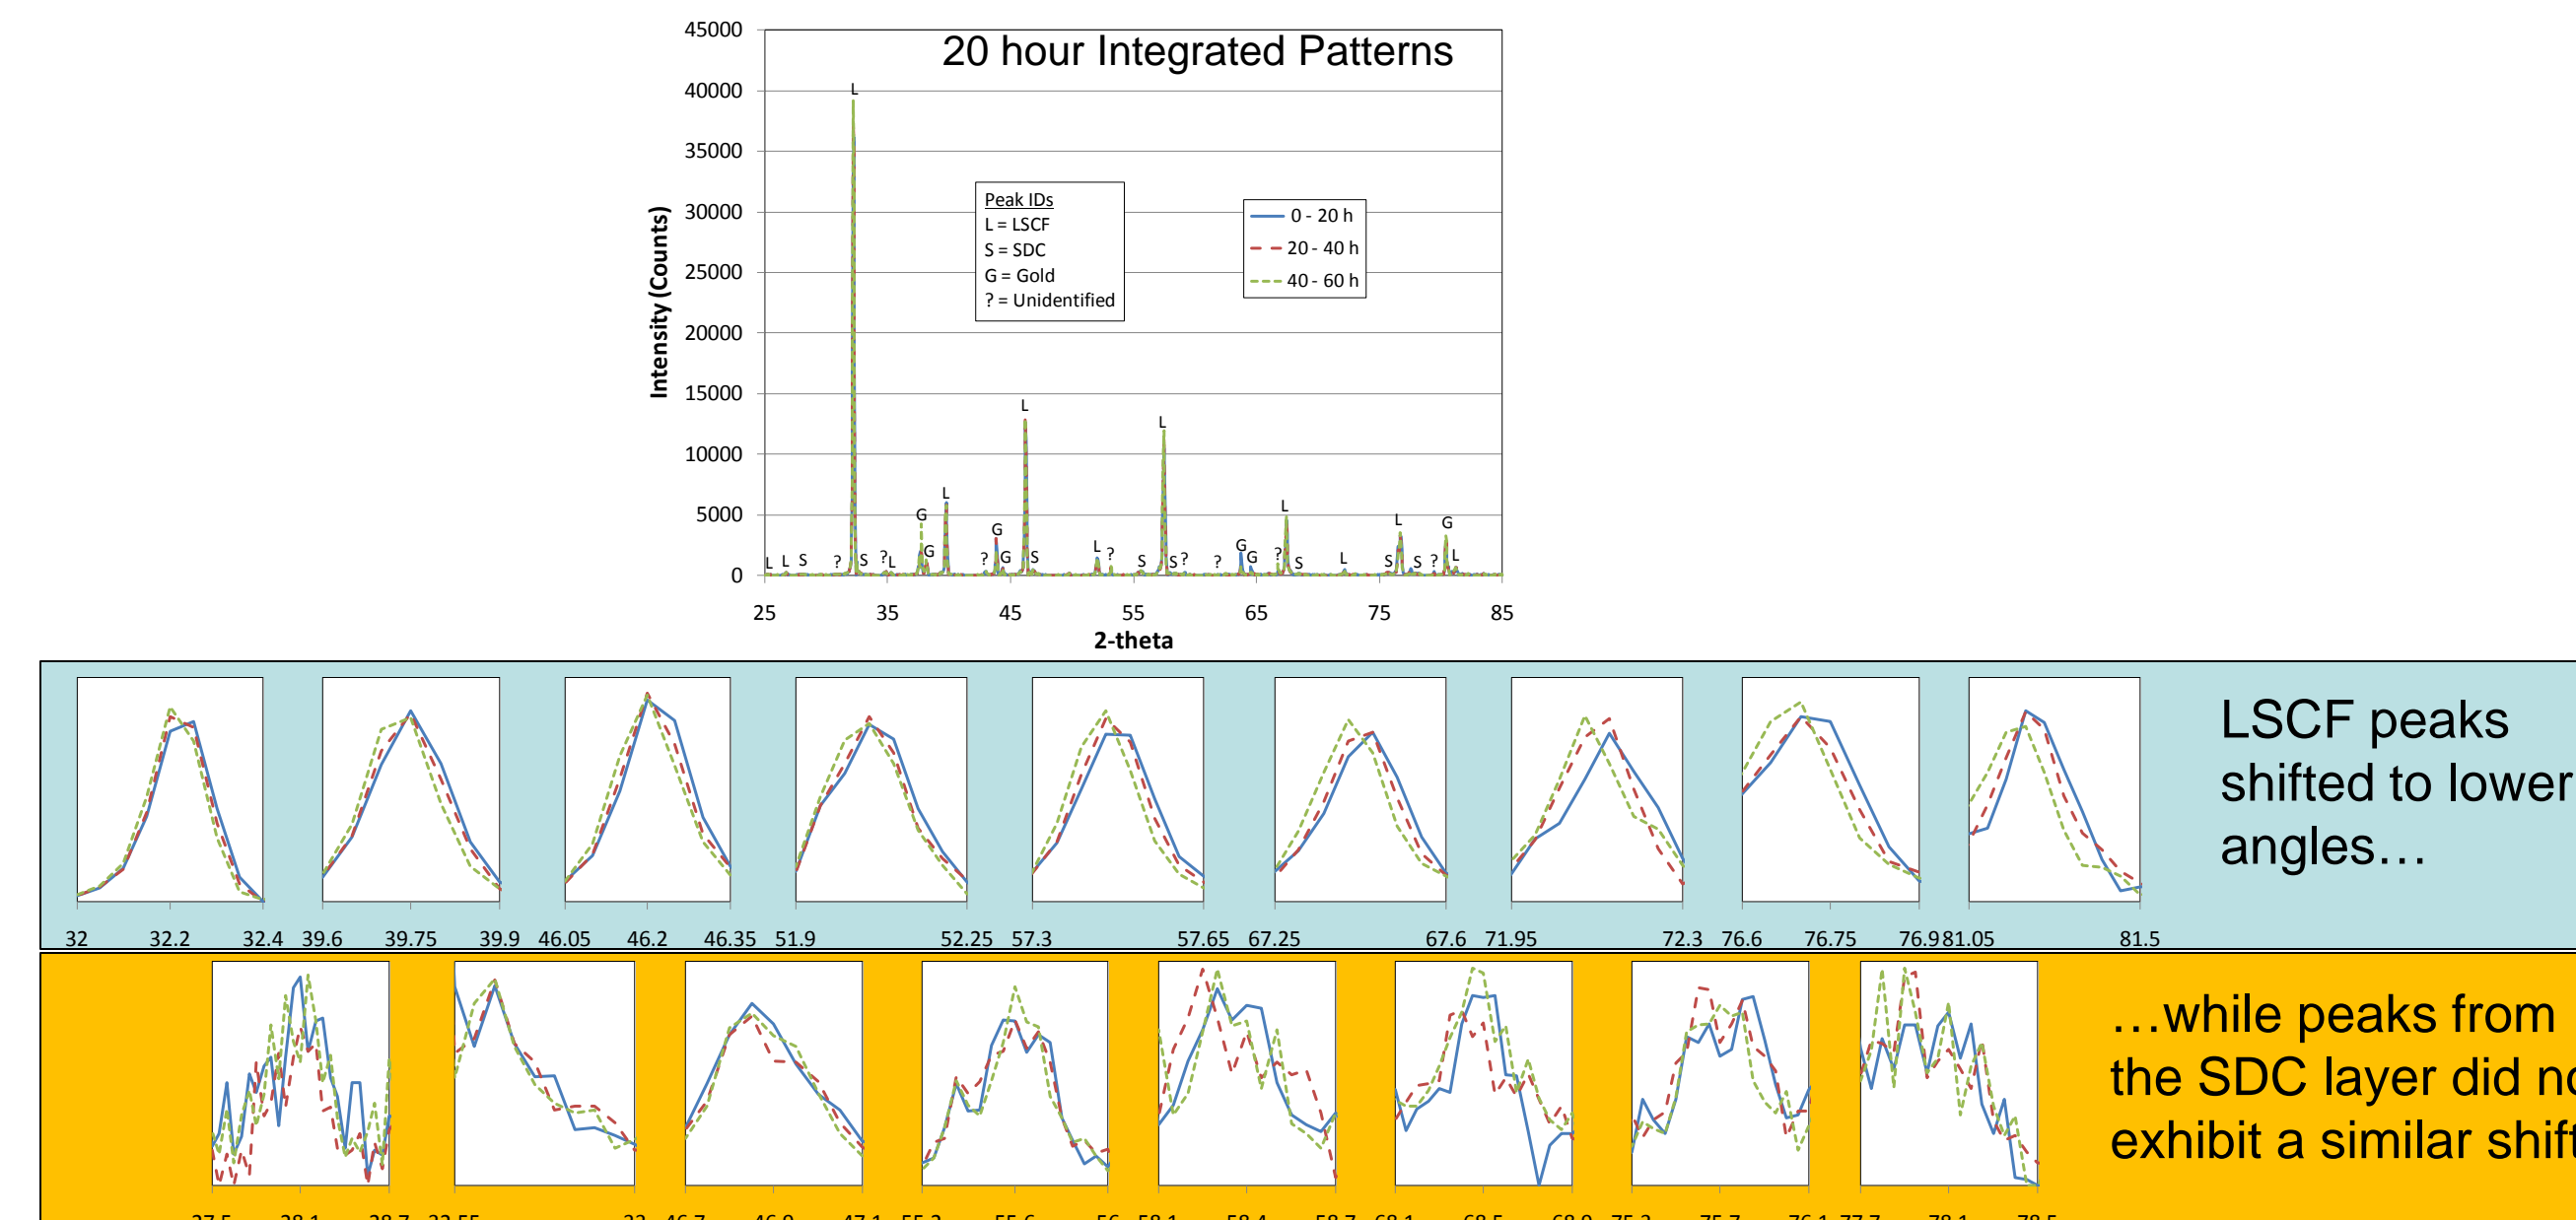 20 hour Integrated Patterns
45000
40000
35000
30000
25000
20000
15000
10000
5000
0
Intensity (Counts)
Peak IDs
L = LSCF
S = SDC
G = Gold
? = Unidentified
0 - 20 h
20 - 40 h
40 - 60 h
L
L
L
G
G
L
G
L
L
G
L L S ? S ? L G ? G S L ? S S ? ? G ? S L S S ? L
25 35 45 55 65 75 85
2-theta
LSCF peaks
shifted to lower
angles…
32 32.2 32.4 39.6 39.75 39.9 46.05 46.2 46.35 51.9 52.25 57.3 57.65 67.25 67.6 71.95 72.3 76.6 76.75 76.9 81.05 81.5
…while peaks from
the SDC layer did
exhibit a similar